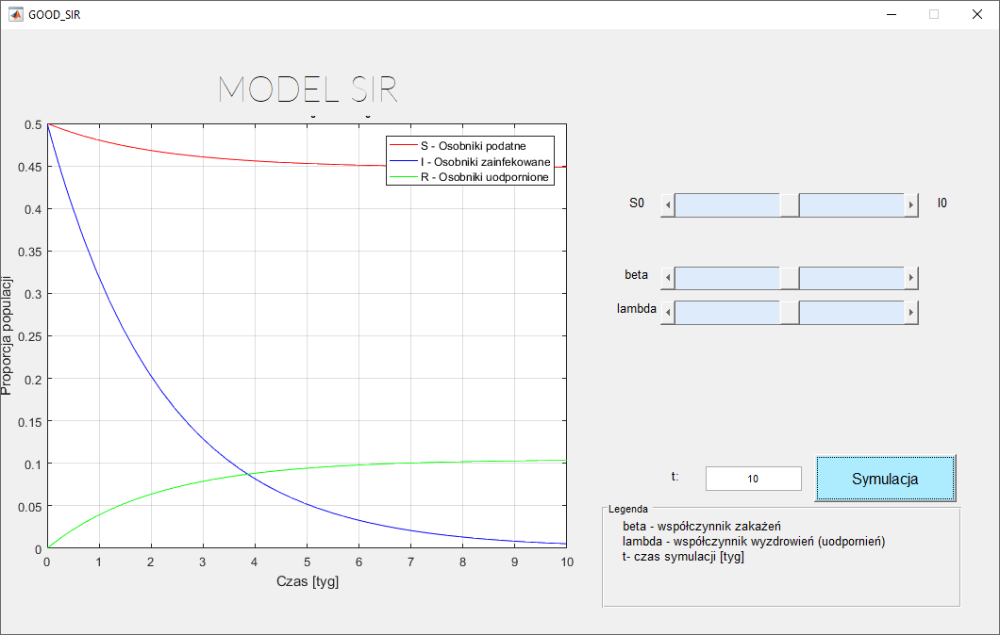 GOOD_SIR
MODEL SIR
0.5
0.45
0.4
0.35
0.3
0.25
0.2
0.15
0.1
0.05
0
Proporcja populacji
0 1 2 3 4 5 6 7 8 9 10
Czas [tyg]
S - Osobniki podatne
I - Osobniki zainfekowane
R - Osobniki uodpornione
S0 I0
beta
lambda
t: 10 Symulacja
Legenda
beta - współczynnik zakażeń
lambda - współczynnik wyzdrowień (uodpornień)
t- czas symulacji [tyg]